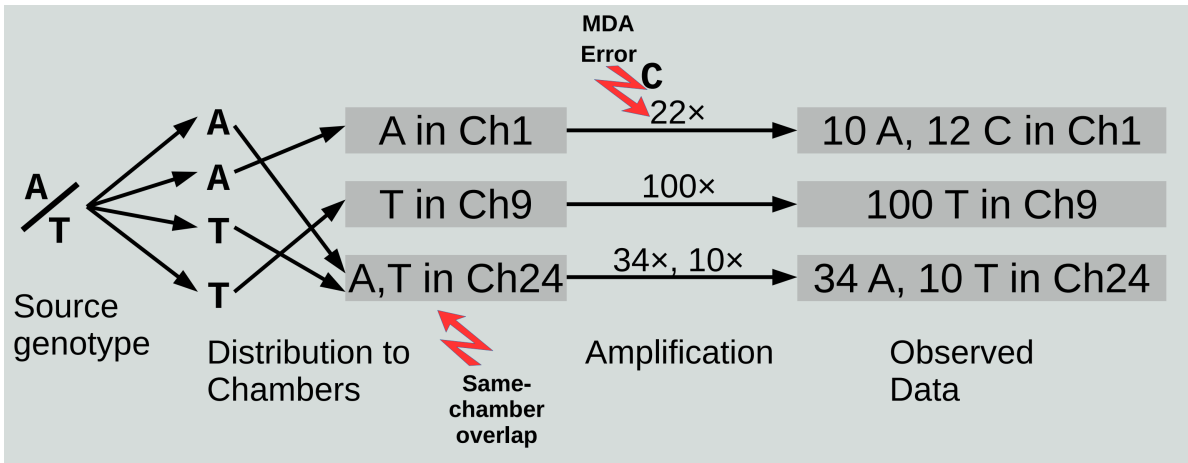 MDA
Error
C
A
A in Ch1
22×
10 A, 12 C in Ch1
A
T
A
T in Ch9
100×
100 T in Ch9
T
T
A,T in Ch24
34×, 10×
34 A, 10 T in Ch24
Source
genotype
Distribution to
Chambers
Amplification
Observed
Data
Same-
chamber
overlap